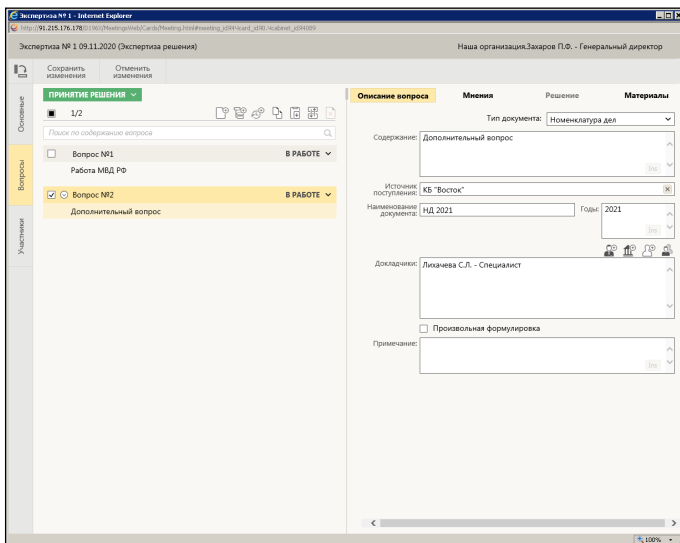 Экспертиза № 1 - Internet Explorer
Экспертиза № 1 09.11.2020 (Экспертиза решения)
Наша организация.Захаров П.Ф. - Генеральный директор
Сохранить изменения
Отменить изменения
Основные
Вопросы
Участники
ПРИНЯТИЕ РЕШЕНИЯ
1/2
Поиск по содержанию вопроса
Вопрос №1 В РАБОТЕ
Работа МВД РФ
Вопрос №2 В РАБОТЕ
Дополнительный вопрос
Описание вопроса Мнения Решение Материалы
Тип документа: Номенклатура дел
Содержание: Дополнительный вопрос
Ins
Источник поступления: КБ "Восток"
Наименование документа: НД 2021
Годы: 2021
Ins
Докладчики: Лихачева С.Л. - Специалист
Произвольная формулировка
Примечание:
Ins
100%